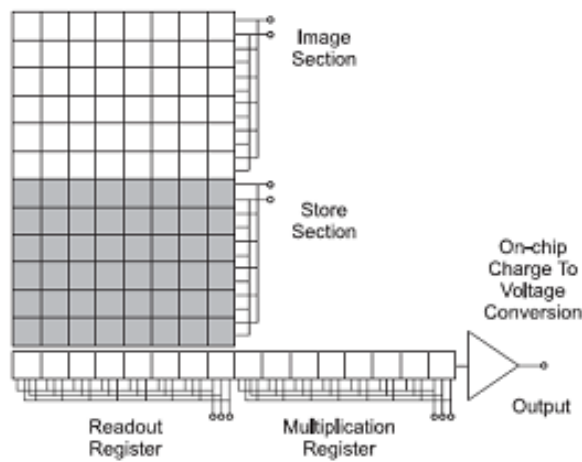 Image
Section
Store
Section
On-chip
Charge To
Voltage
Conversion
Output
Readout
Register
Multiplication
Register